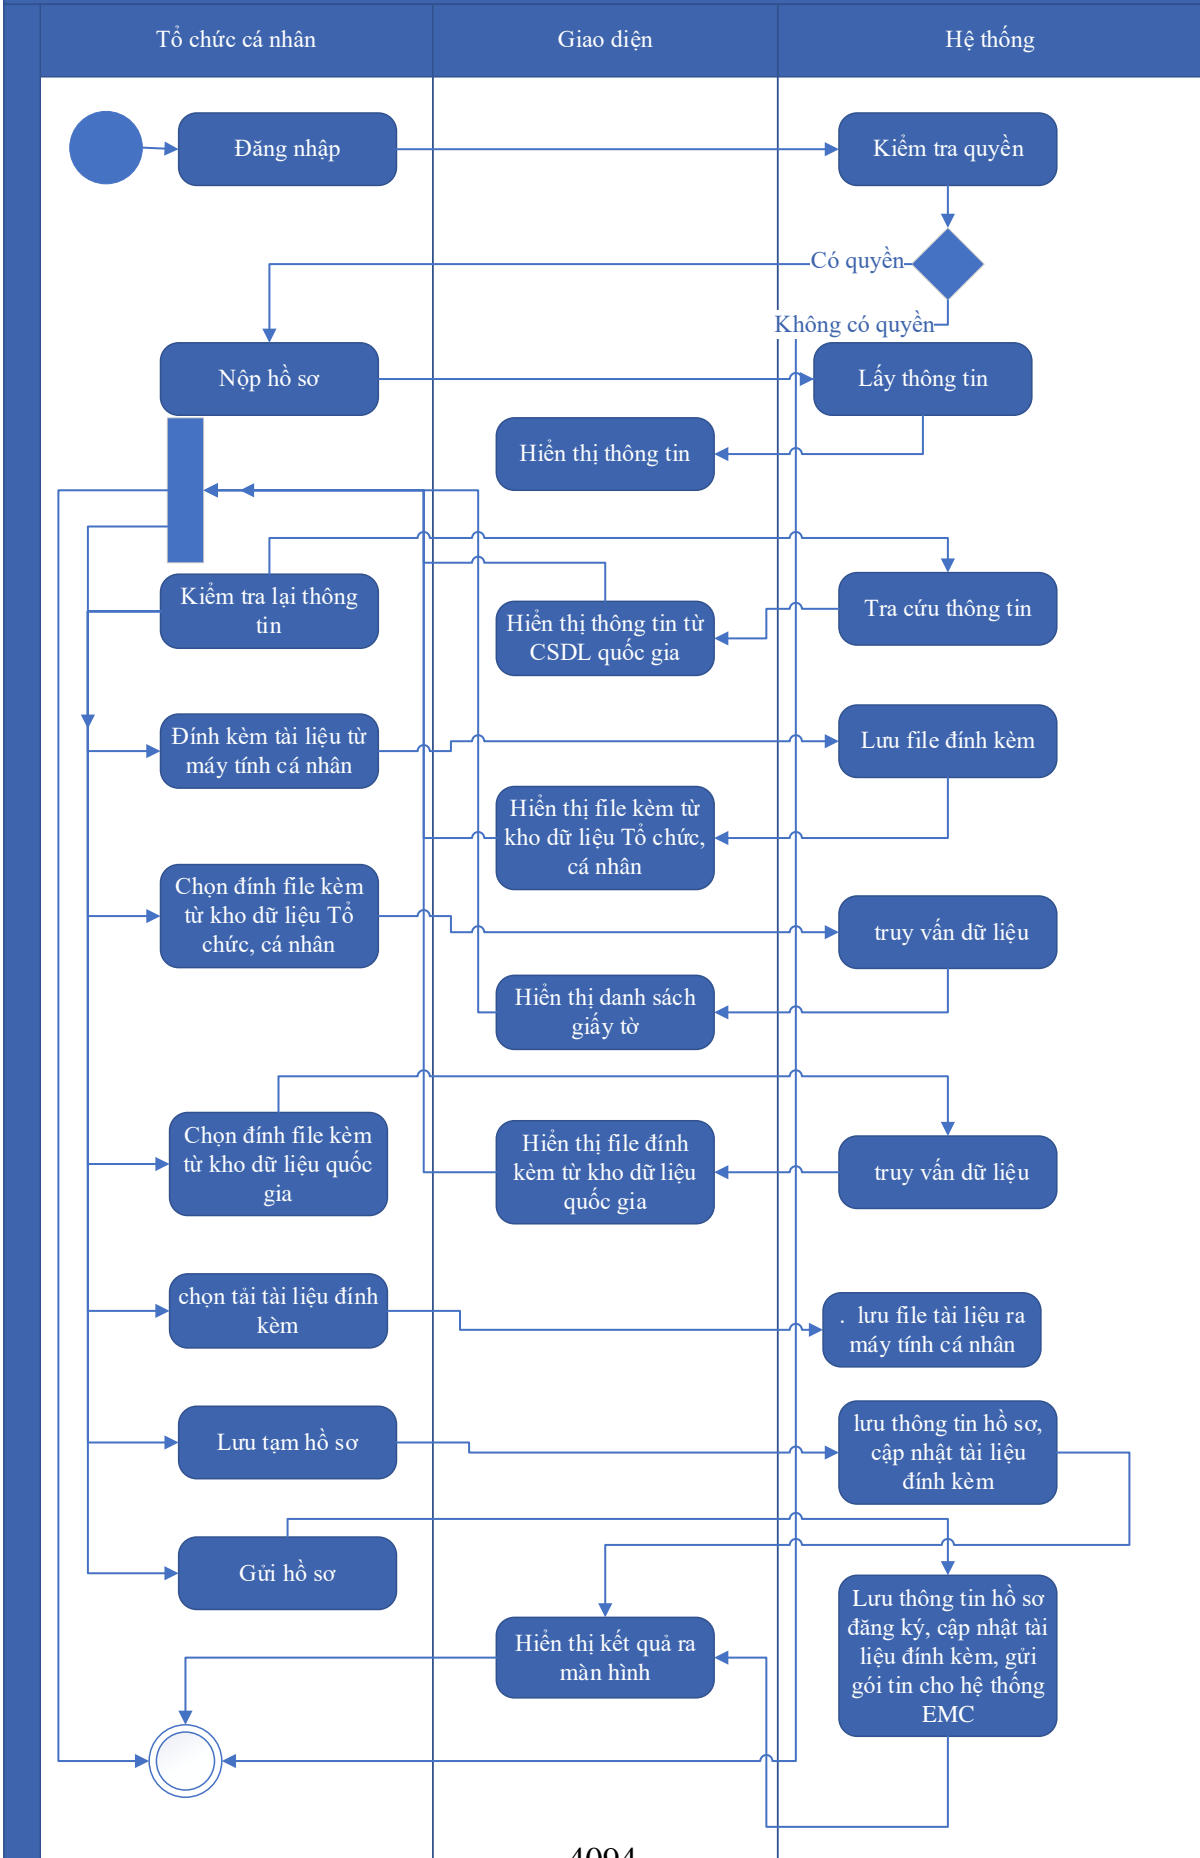 Tổ chức cá nhân
Giao diện
Hệ thống
Đăng nhập
Kiểm tra quyền
Có quyền
Không có quyền
Nộp hồ sơ
Lấy thông tin
Hiển thị thông tin
Kiểm tra lại thông
tin
Hiển thị thông tin từ
CSDL quốc gia
Tra cứu thông tin
Đính kèm tài liệu từ
máy tính cá nhân
Lưu file đính kèm
Hiển thị file kèm từ
kho dữ liệu Tổ chức,
cá nhân
Chọn đính file kèm
từ kho dữ liệu Tổ
chức, cá nhân
truy vấn dữ liệu
Hiển thị danh sách
giấy tờ
Chọn đính file kèm
từ kho dữ liệu quốc
gia
Hiển thị file đính
kèm từ kho dữ liệu
quốc gia
truy vấn dữ liệu
chọn tải tài liệu đính
kèm
. lưu file tài liệu ra
máy tính cá nhân
Lưu tạm hồ sơ
lưu thông tin hồ sơ,
cập nhật tài liệu
đính kèm
Gửi hồ sơ
Lưu thông tin hồ sơ
đăng ký, cập nhật tài
liệu đính kèm, gửi
gói tin cho hệ thống
EMC
Hiển thị kết quả ra
màn hình
4094